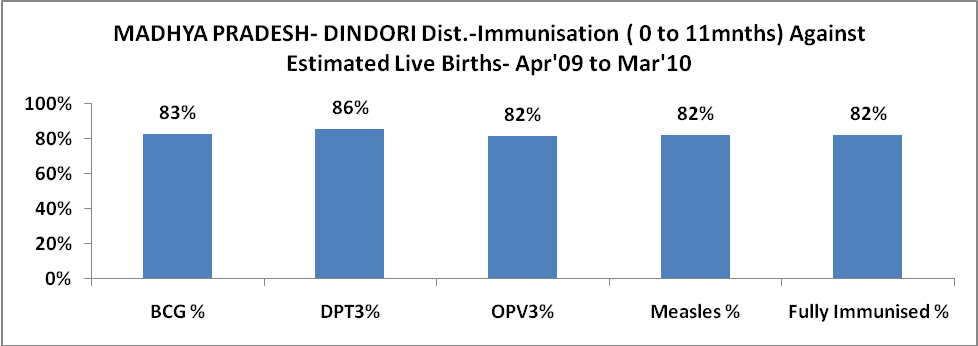 MADHYA PRADESH- DINDORI Dist.-Immunisation ( 0 to 11mnths) Against
Estimated Live Births- Apr'09 to Mar'10
100%
80%
60%
40%
20%
0%
83%
86%
82%
82%
82%
BCG %
DPT3%
OPV3%
Measles %
Fully Immunised %